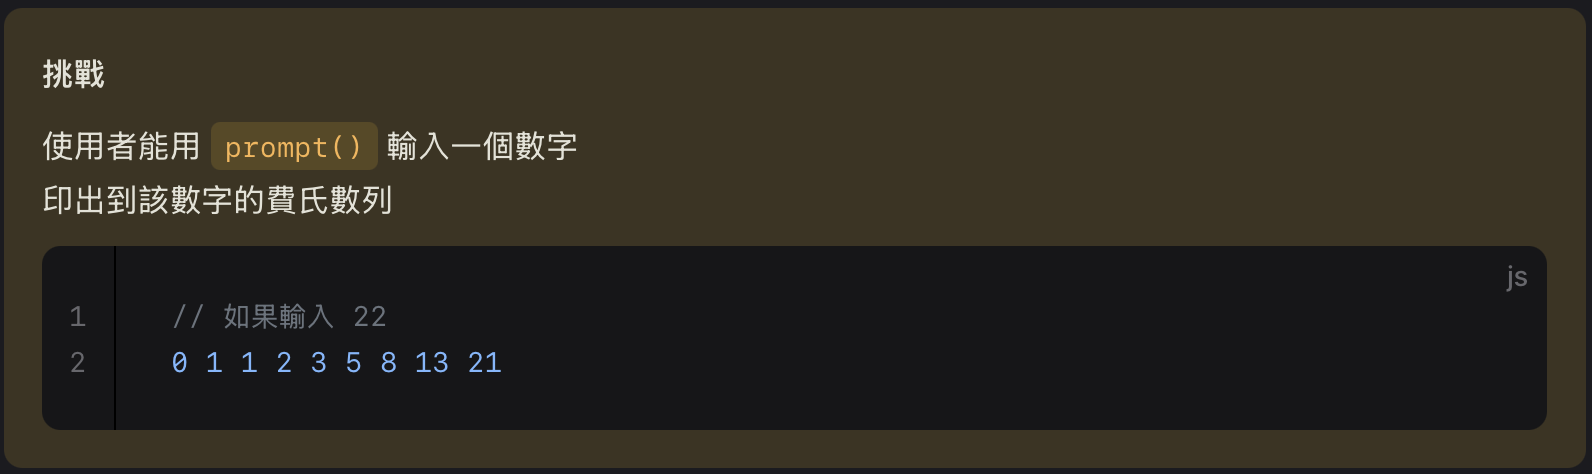 挑戰
使用者能用 prompt() 輸入一個數字
印出到該數字的費氏數列
js
1 // 如果輸入 22
2 0 1 1 2 3 5 8 13 21